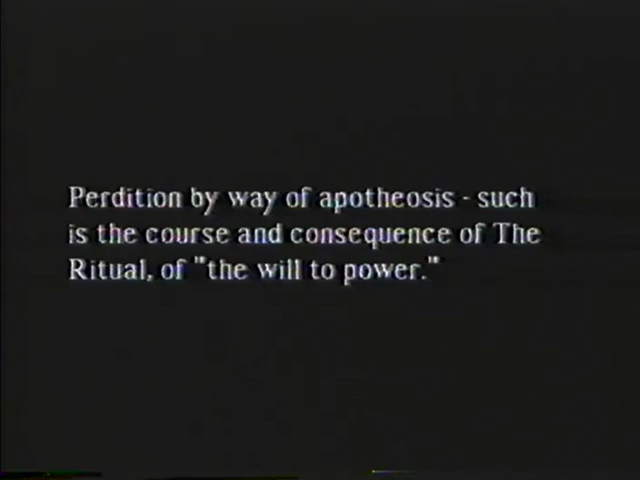 Perdition by way of apotheosis - such
is the course and consequence of The
Ritual, of "the will to power."